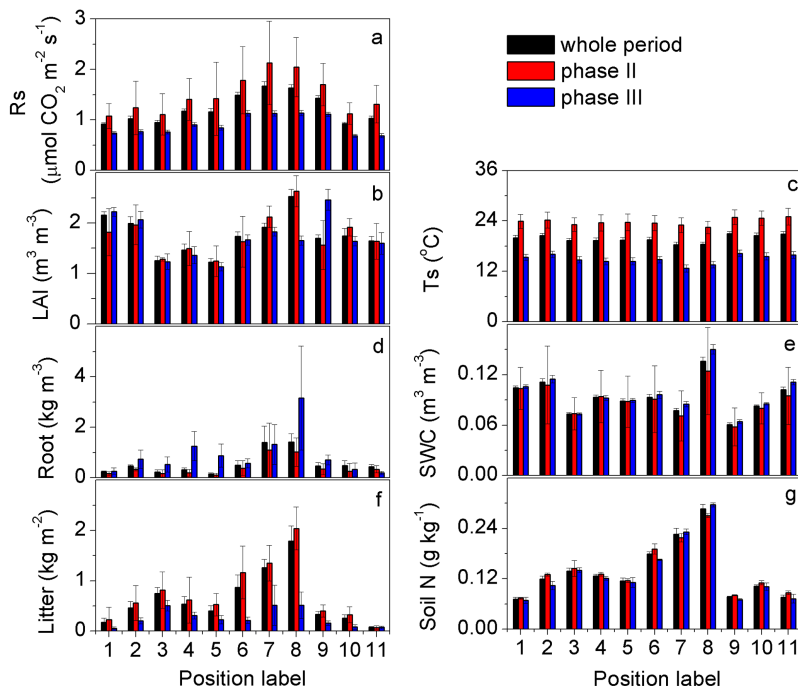 whole period
phase II
phase III
a
Rs
(μmol CO2 m-2 s-1)
3
2
1
0
b
LAI (m3 m-3)
2
1
0
d
Root (kg m-3)
4
2
0
f
Litter (kg m-2)
2
1
0
1 2 3 4 5 6 7 8 9 10 11
Position label
c
Ts (oC)
36
24
12
0
e
SWC (m3 m-3)
0.12
0.06
0.00
g
Soil N (g kg-1)
0.24
0.12
0.00
1 2 3 4 5 6 7 8 9 10 11
Position label